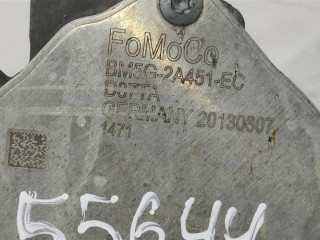 FoMoCo
BM5G-2A451-EC
D07TA
GERMANY 20130307
1471
55644